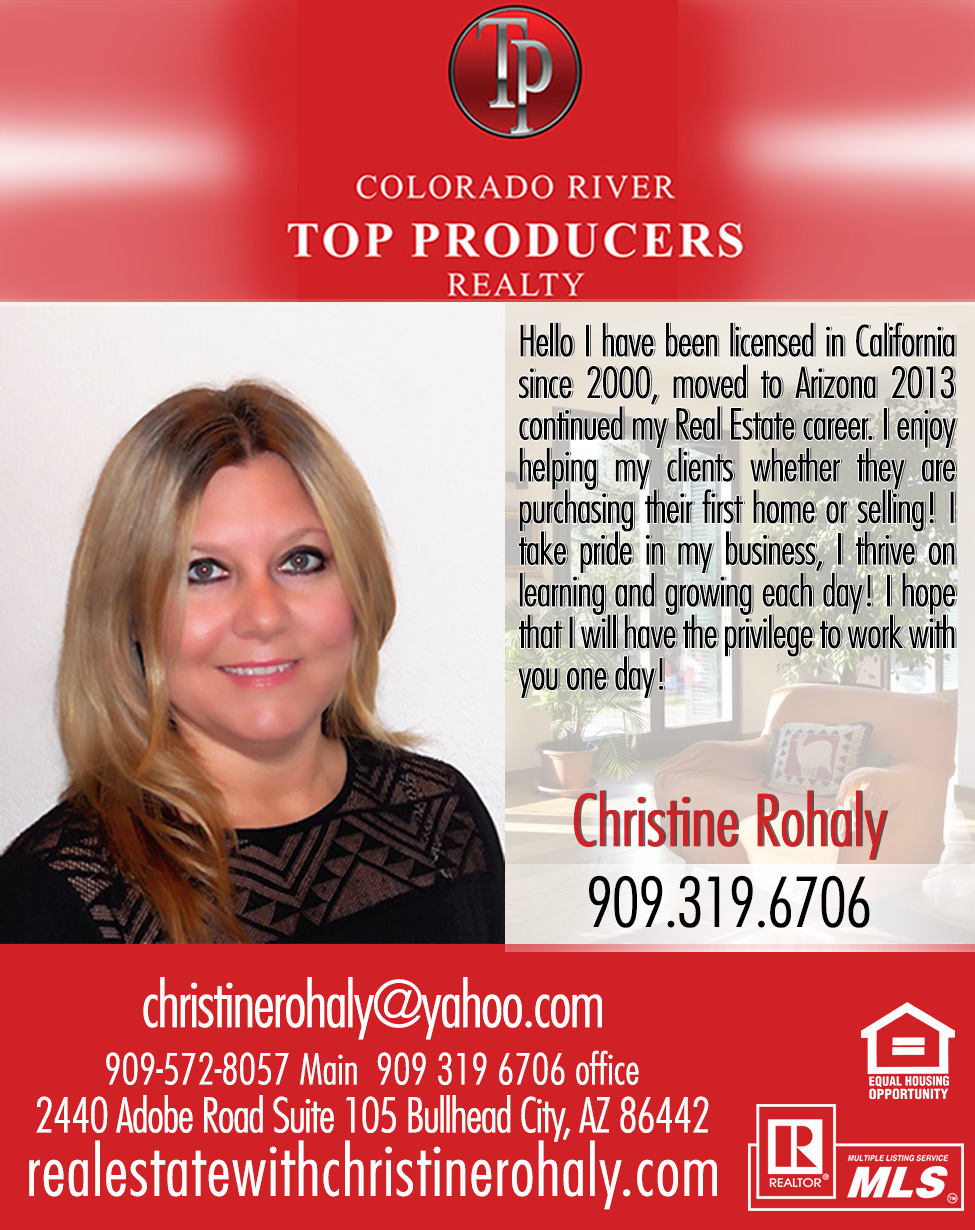 TP
COLORADO RIVER
TOP PRODUCERS
REALTY
Hello I have been licensed in California
since 2000, moved to Arizona 2013
continued my Real Estate career. I enjoy
helping my clients whether they are
purchasing their first home or selling! I
take pride in my business, I thrive on
learning and growing each day! I hope
that I will have the privilege to work with
you one day!
Christine Rohaly
909.319.6706
christinerohaly@yahoo.com
909-572-8057 Main 909 319 6706 office
2440 Adobe Road Suite 105 Bullhead City, AZ 86442
realestatewithchristinerohaly.com
EQUAL HOUSING
OPPORTUNITY
R
REALTOR®
MULTIPLE LISTING SERVICE
MLS™